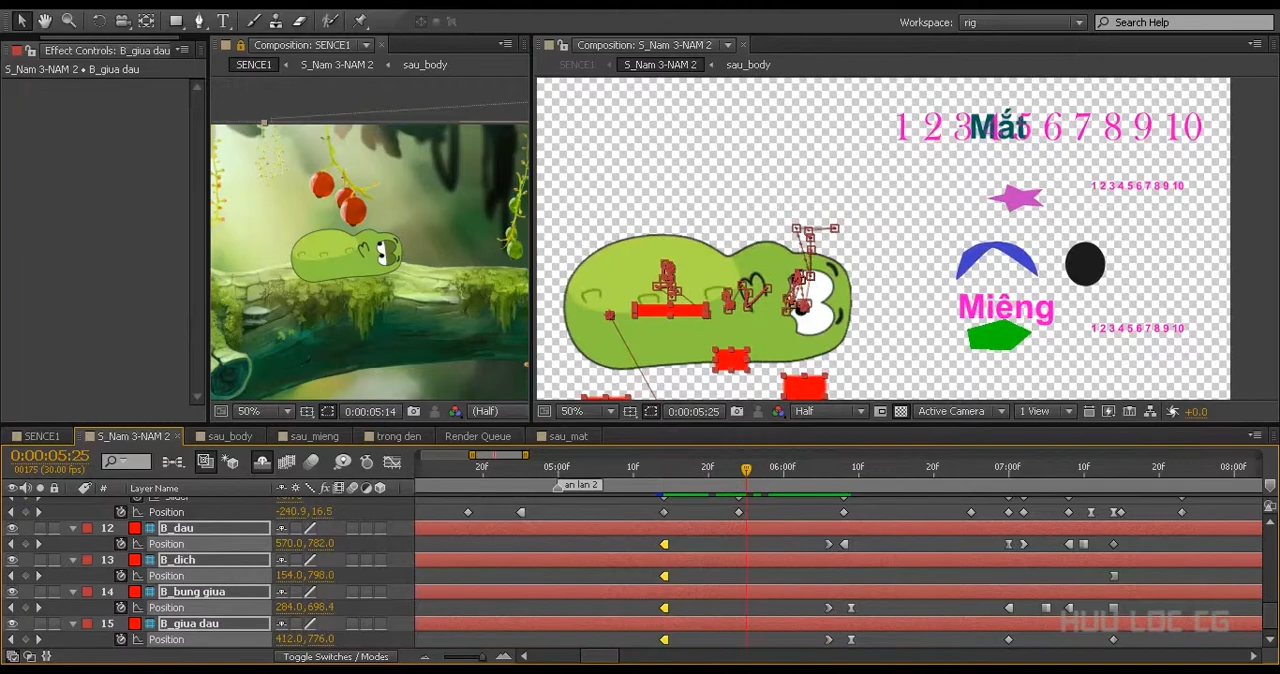 Workspace: rig Search Help
Effect Controls: B_giua dau
Composition: SENCE1
Composition: S_Nam 3-NAM 2
S_Nam 3-NAM 2 • B_giua dau
SENCE1 S_Nam 3-NAM 2 sau_body
SENCE1 S_Nam 3-NAM 2 sau_body
1 2 3 4 5 6 7 8 9 10
Mắt
1 2 3 4 5 6 7 8 9 10
Miêng
1 2 3 4 5 6 7 8 9 10
50% 0:00:05:14 (Half)
50% 0:00:05:25 Half Active Camera 1 View +0.0
SENCE1 S_Nam 3-NAM 2 sau_body sau_mieng trong den Render Queue sau_mat
0:00:05:25
00175 (30.00 fps)
20f 05:00f 10f 20f 06:00f 10f 20f 07:00f 10f 20f 08:00f
# Layer Name
an lan 2
Position -240.9, 16.5
12 B_dau
Position 570.0, 782.0
13 B_dich
Position 154.0, 798.0
14 B_bung giua
Position 284.0, 698.4
15 B_giua dau
Position 412.0, 776.0
HUU LOC CG
Toggle Switches / Modes